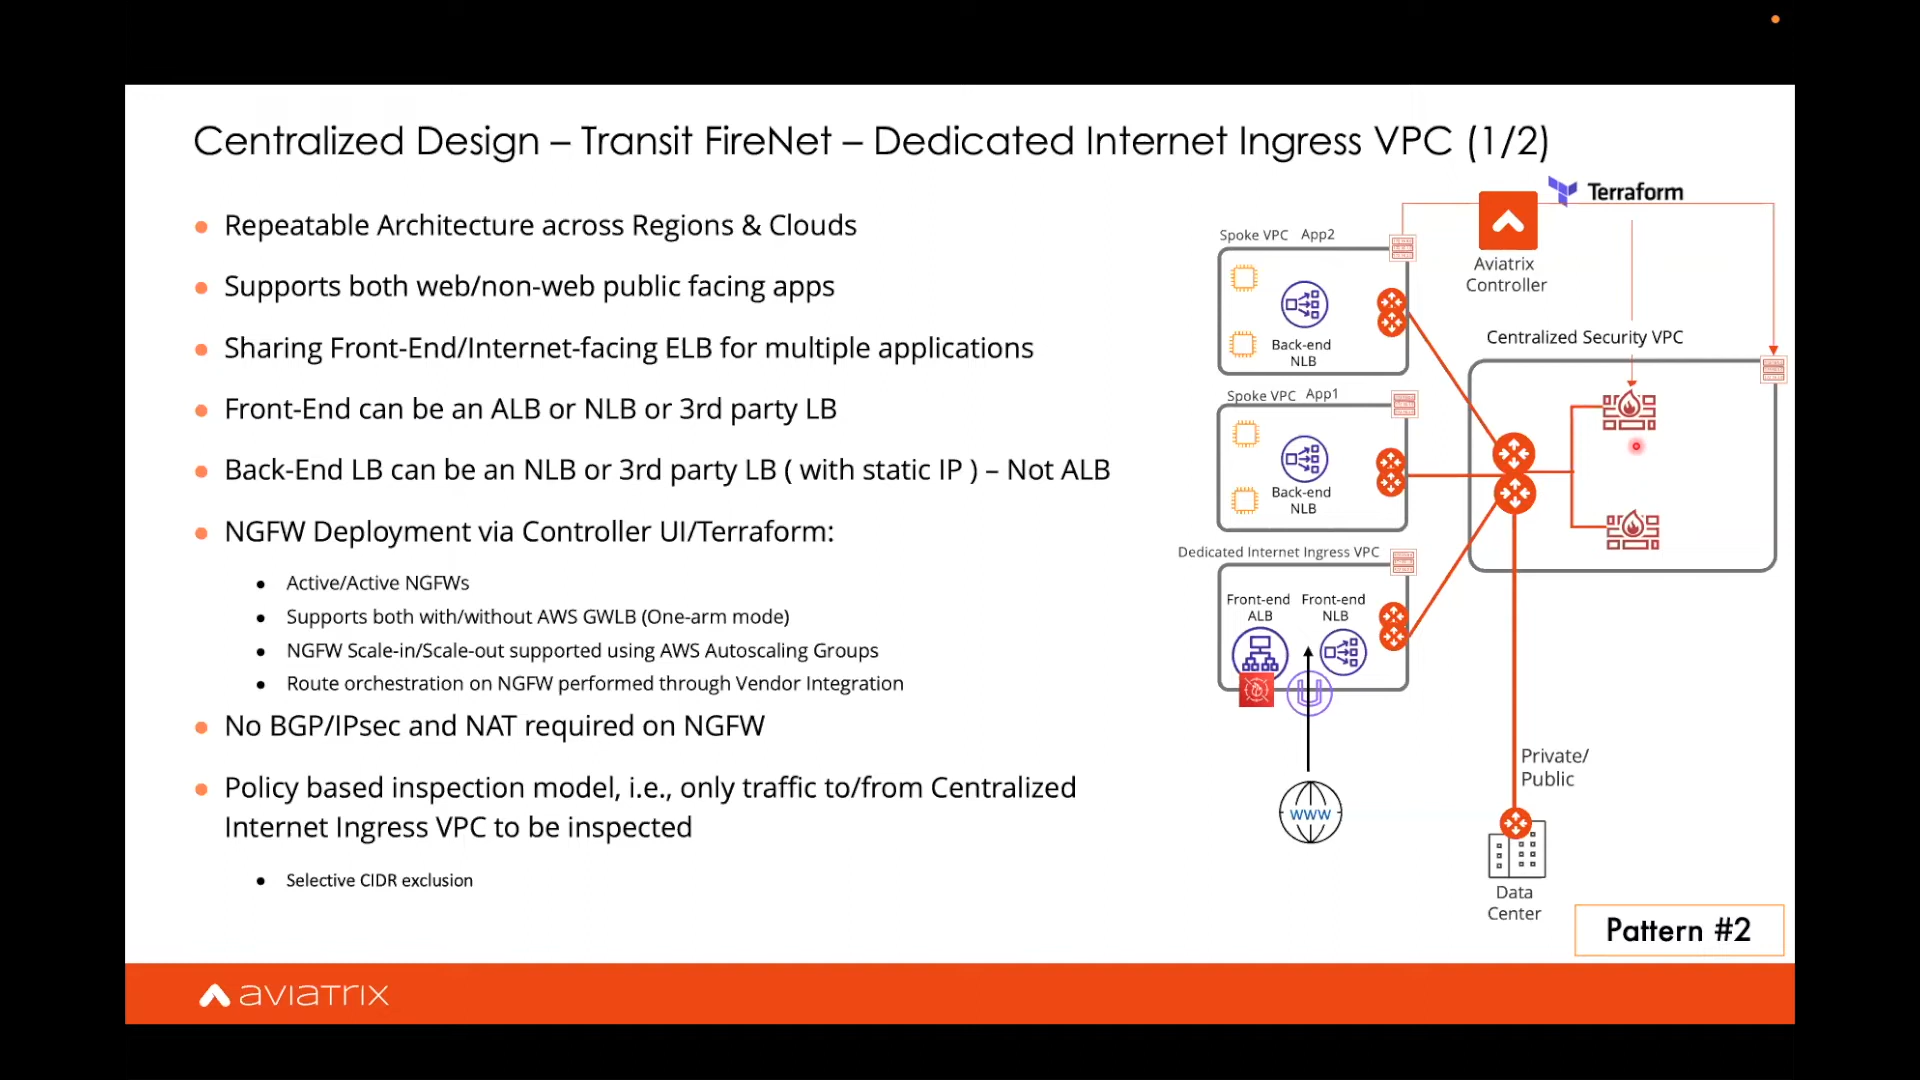 Centralized Design – Transit FireNet – Dedicated Internet Ingress VPC (1/2)
Repeatable Architecture across Regions & Clouds
Supports both web/non-web public facing apps
Sharing Front-End/Internet-facing ELB for multiple applications
Front-End can be an ALB or NLB or 3rd party LB
Back-End LB can be an NLB or 3rd party LB ( with static IP ) – Not ALB
NGFW Deployment via Controller UI/Terraform:
Active/Active NGFWs
Supports both with/without AWS GWLB (One-arm mode)
NGFW Scale-in/Scale-out supported using AWS Autoscaling Groups
Route orchestration on NGFW performed through Vendor Integration
No BGP/IPsec and NAT required on NGFW
Policy based inspection model, i.e., only traffic to/from Centralized
Internet Ingress VPC to be inspected
Selective CIDR exclusion
Terraform
Aviatrix
Controller
Spoke VPC App2
Back-end
NLB
Centralized Security VPC
Spoke VPC App1
Back-end
NLB
Dedicated Internet Ingress VPC
Front-end
ALB
Front-end
NLB
www
Private/
Public
Data
Center
Pattern #2
aviatrix